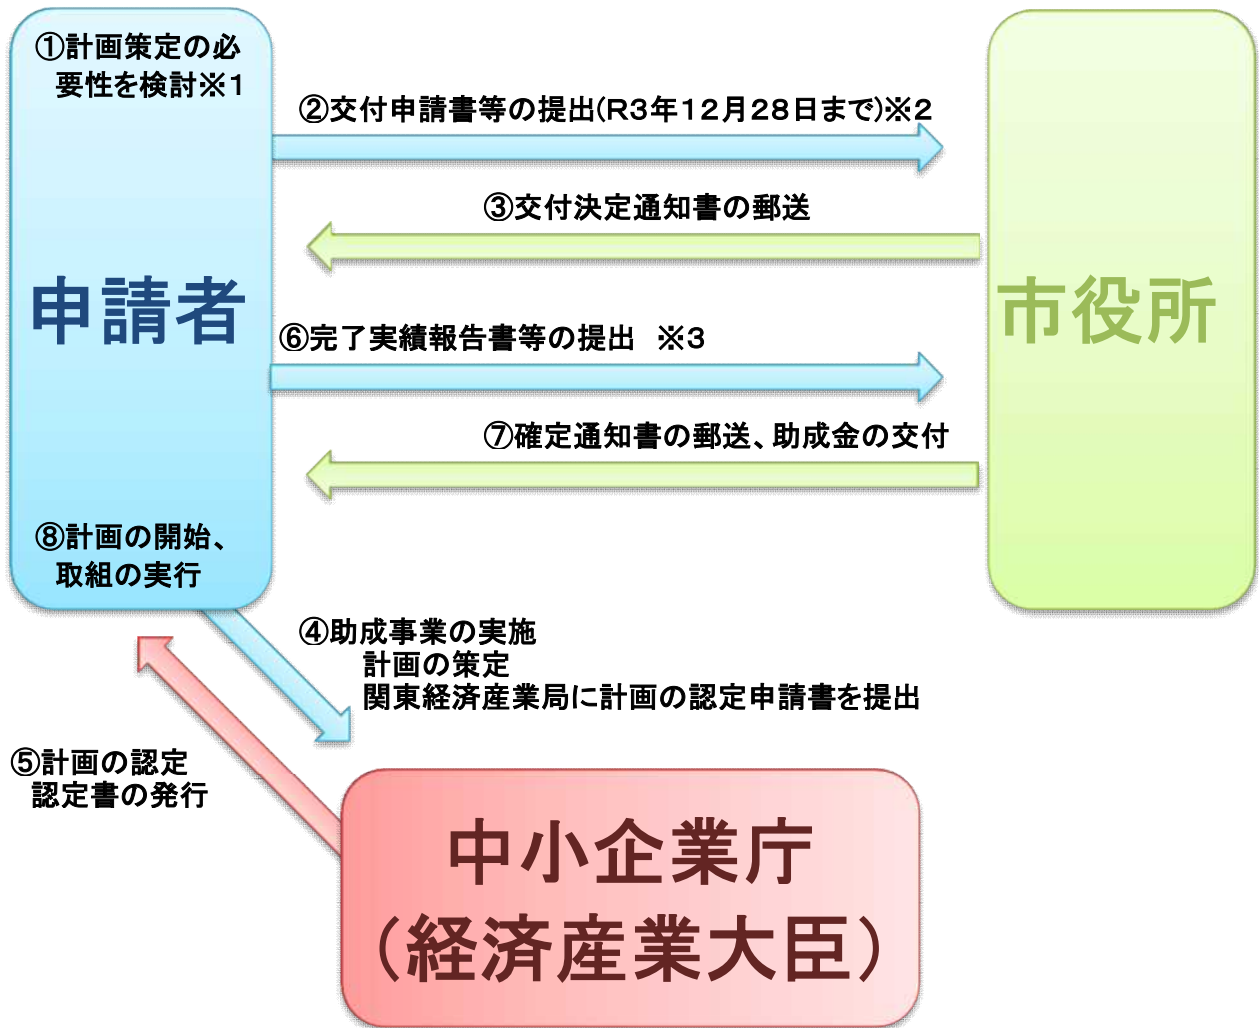 ①計画策定の必
要性を検討※1
②交付申請書等の提出(R3年12月28日まで)※2
③交付決定通知書の郵送
申請者
市役所
⑥完了実績報告書等の提出　※3
⑦確定通知書の郵送、助成金の交付
⑧計画の開始、
取組の実行
④助成事業の実施
計画の策定
関東経済産業局に計画の認定申請書を提出
⑤計画の認定
認定書の発行
中小企業庁
（経済産業大臣）